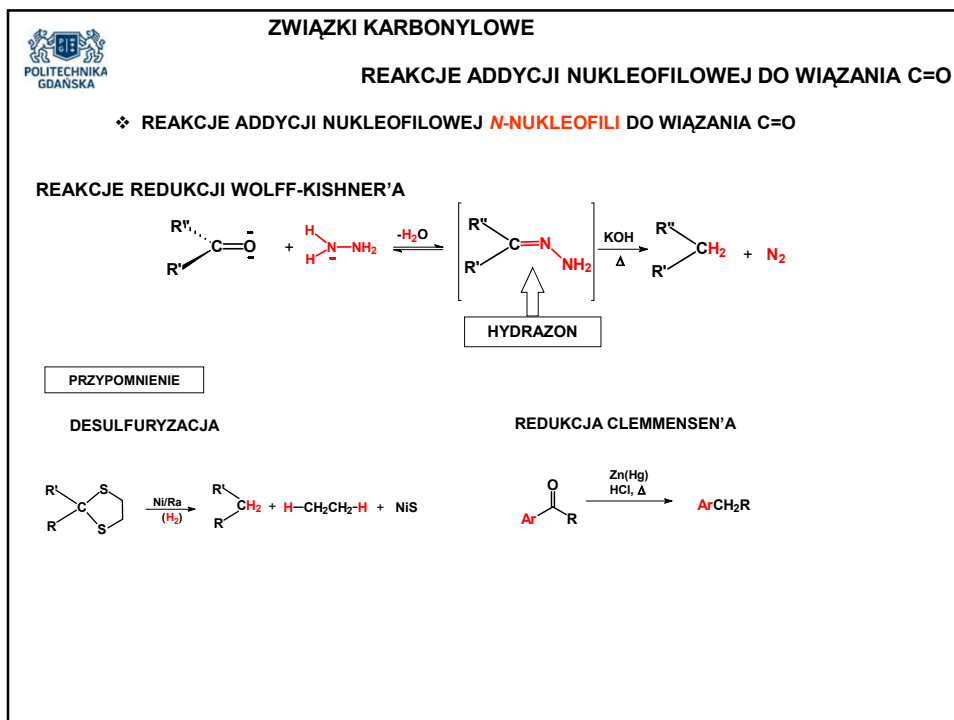 ZWIĄZKI KARBONYLOWE
POLITECHNIKA
GDAŃSKA
REAKCJE ADDYCJI NUKLEOFILOWEJ DO WIĄZANIA C=O
❖ REAKCJE ADDYCJI NUKLEOFILOWEJ N-NUKLEOFILI DO WIĄZANIA C=O
REAKCJE REDUKCJI WOLFF-KISHNER’A
R" R' C=O + H H N—NH2 -H2O R" R' C=N NH2 KOH Δ R" R' CH2 + N2
HYDRAZON
PRZYPOMNIENIE
DESULFURYZACJA
REDUKCJA CLEMMENSEN’A
R' R C S S Ni/Ra (H2) R' R CH2 + H—CH2CH2-H + NiS
O Ar R Zn(Hg) HCl, Δ ArCH2R